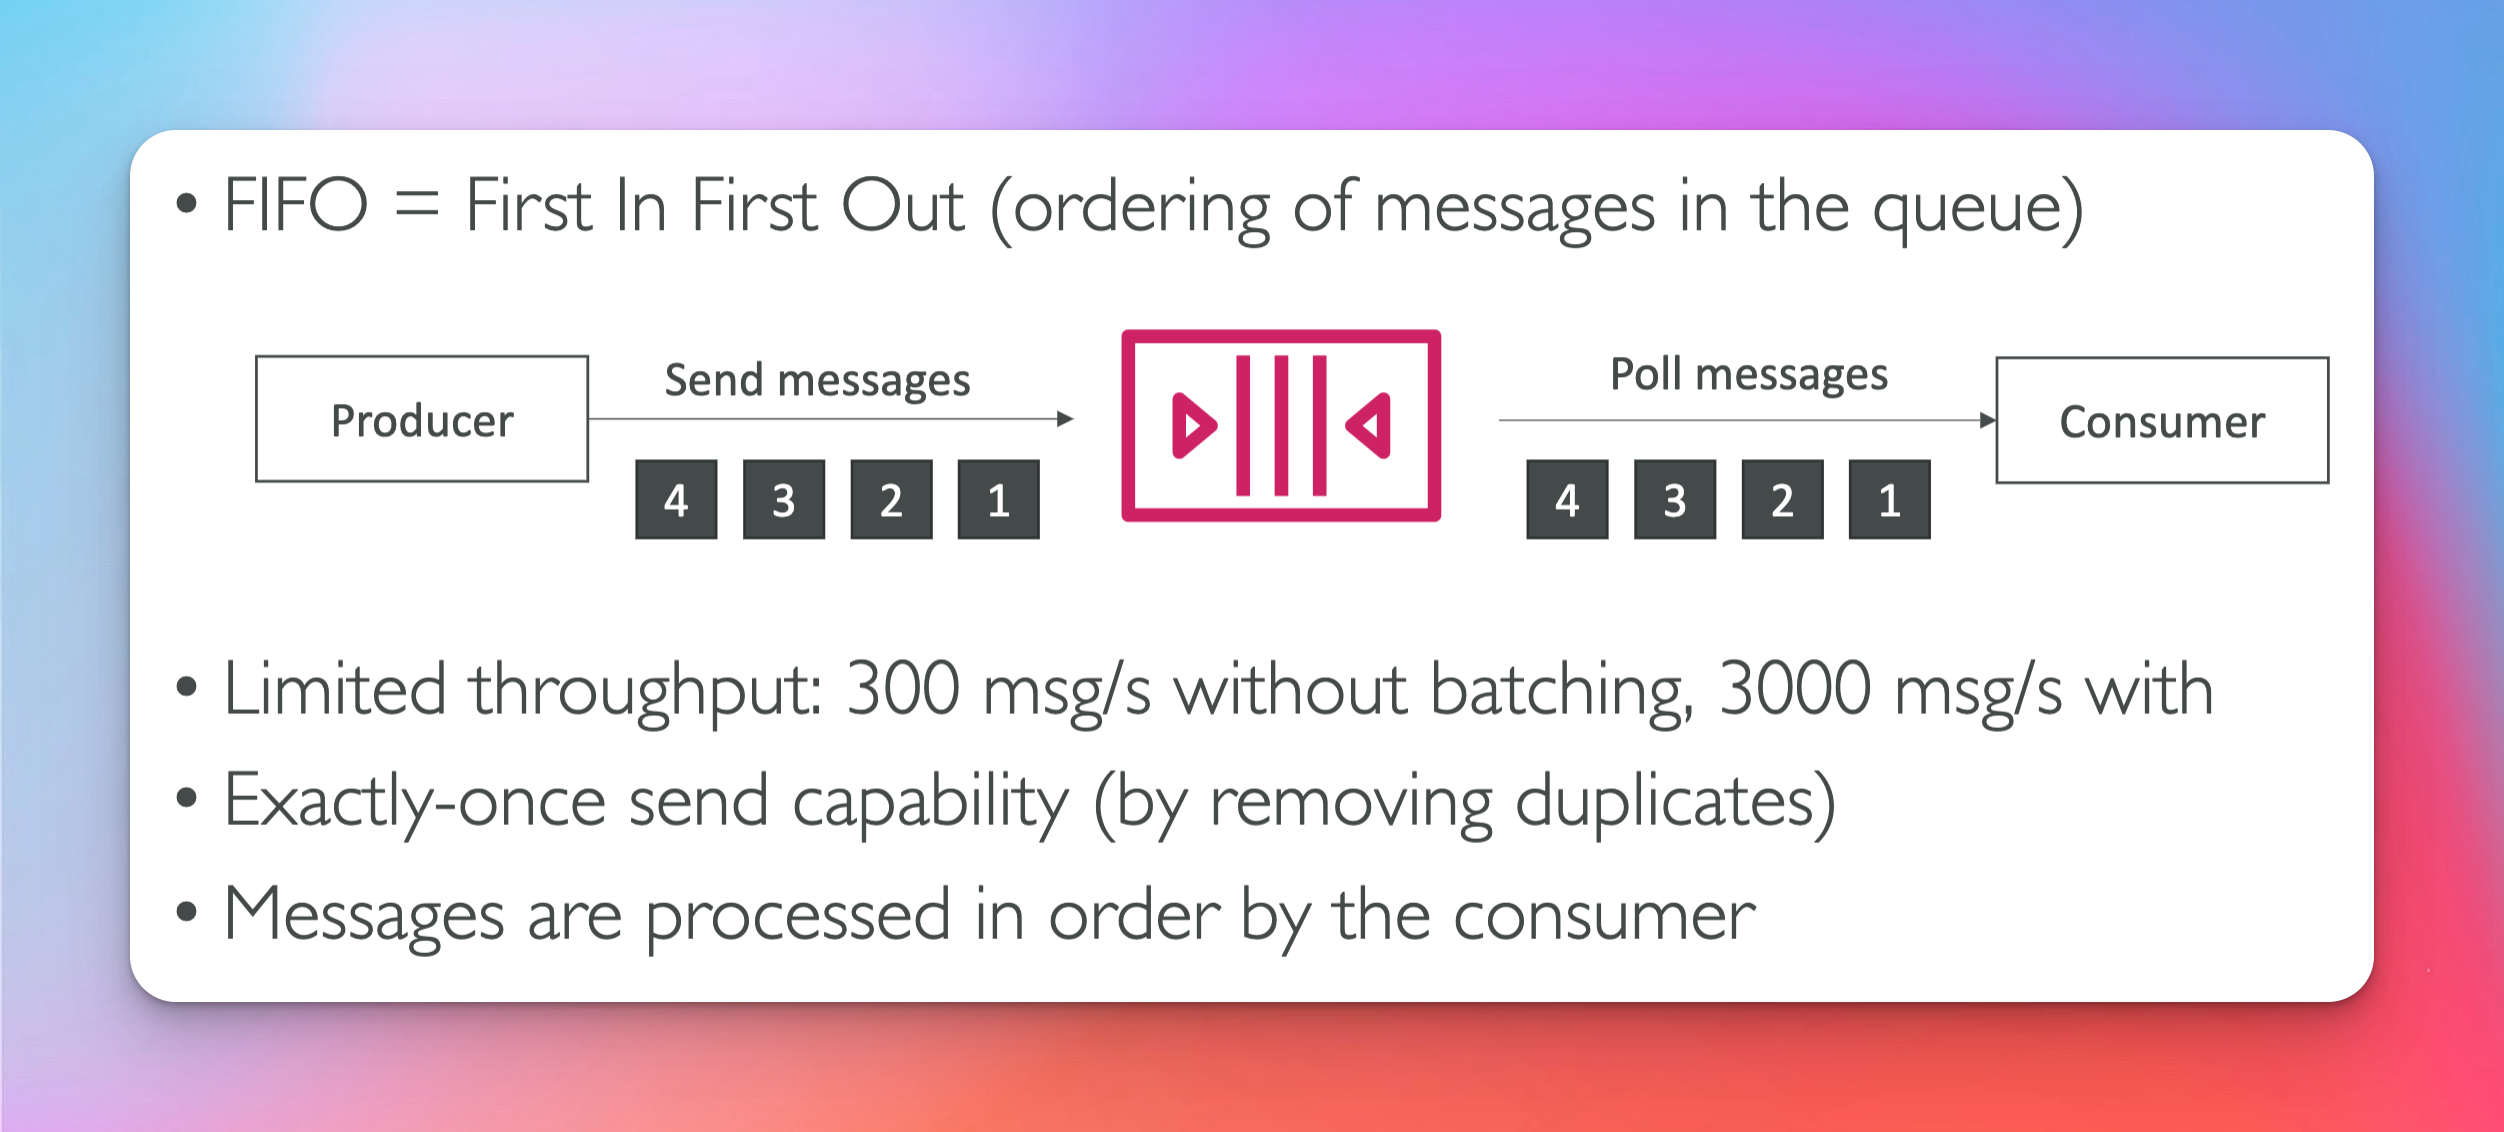 • FIFO = First In First Out (ordering of messages in the queue)
Producer
Send messages
4 3 2 1
Poll messages
4 3 2 1
Consumer
• Limited throughput: 300 msg/s without batching, 3000 msg/s with
• Exactly-once send capability (by removing duplicates)
• Messages are processed in order by the consumer